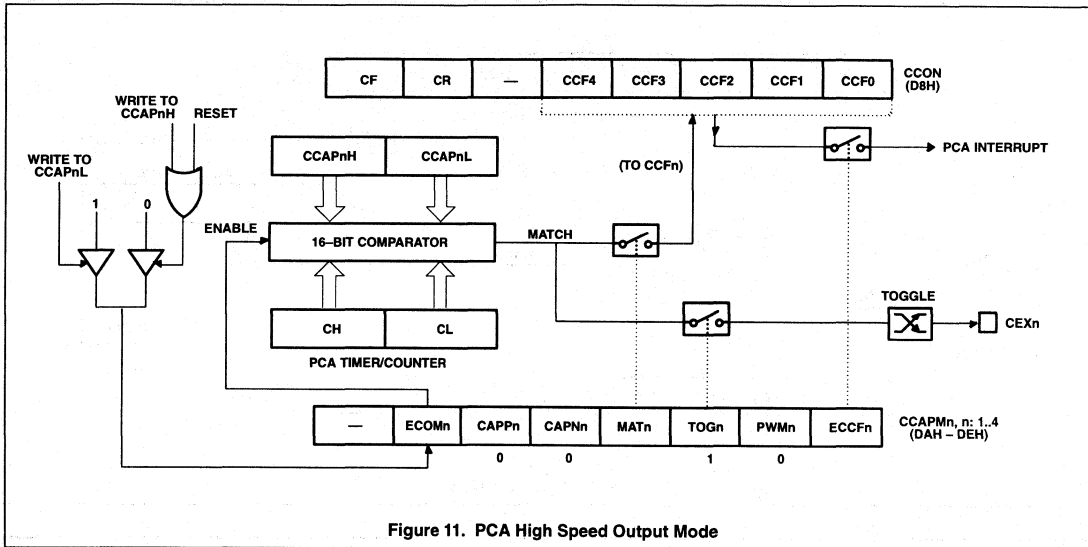 CF CR — CCF4 CCF3 CCF2 CCF1 CCF0
CCON
(D8H)
WRITE TO
CCAPnH
RESET
WRITE TO
CCAPnL
1
0
CCAPnH CCAPnL
(TO CCFn)
PCA INTERRUPT
ENABLE
16–BIT COMPARATOR
MATCH
TOGGLE
CEXn
CH CL
PCA TIMER/COUNTER
— ECOMn CAPPn CAPNn MATn TOGn PWMn ECCFn
CCAPMn, n: 1..4
(DAH – DEH)
0 0 1 0
Figure 11. PCA High Speed Output Mode